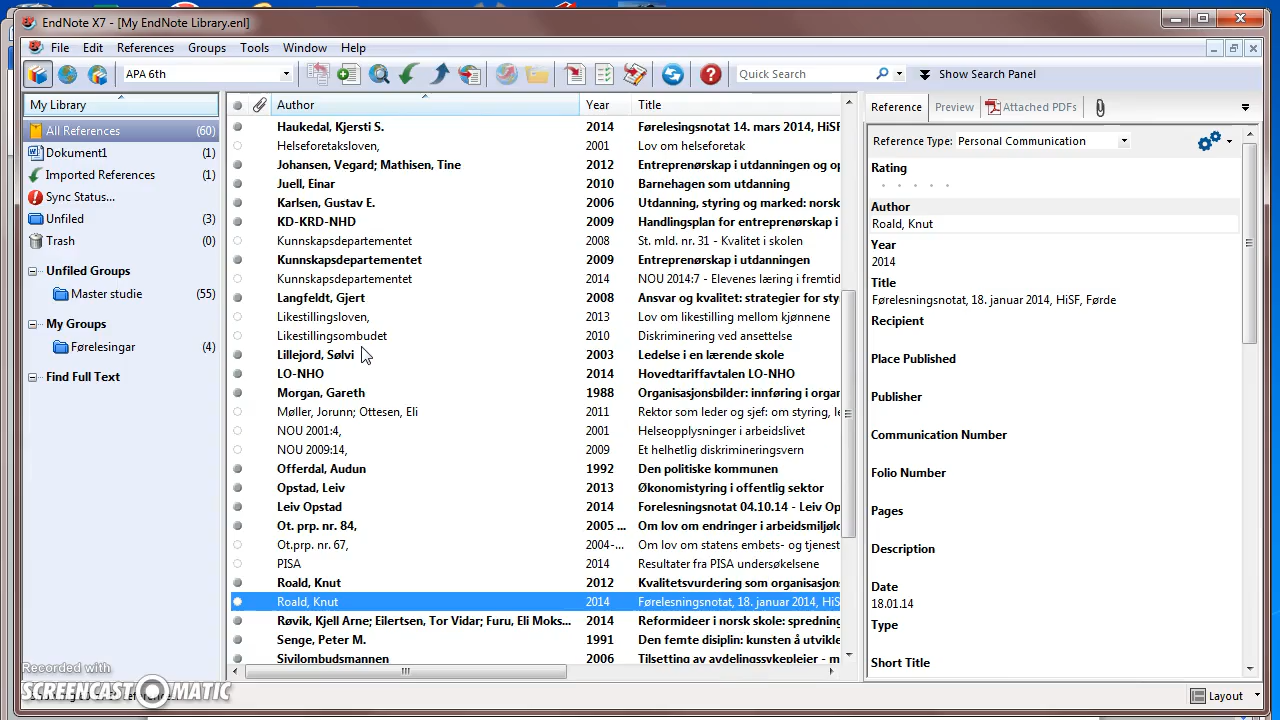 EndNote X7 - [My EndNote Library.enl]
File Edit References Groups Tools Window Help
APA 6th Quick Search Show Search Panel
My Library
All References (60)
Dokument1 (1)
Imported References (1)
Sync Status...
Unfiled (3)
Trash (0)
Unfiled Groups
Master studie (55)
My Groups
Førelesingar (4)
Find Full Text
Author Year Title
Haukedal, Kjersti S. 2014 Førelesingsnotat 14. mars 2014, HiSF
Helseforetaksloven, 2001 Lov om helseforetak
Johansen, Vegard; Mathisen, Tine 2012 Entreprenørskap i utdanningen og op
Juell, Einar 2010 Barnehagen som utdanning
Karlsen, Gustav E. 2006 Utdanning, styring og marked: norsk
KD-KRD-NHD 2009 Handlingsplan for entreprenørskap i
Kunnskapsdepartementet 2008 St. mld. nr. 31 - Kvalitet i skolen
Kunnskapsdepartementet 2009 Entreprenørskap i utdanningen
Kunnskapsdepartementet 2014 NOU 2014:7 - Elevenes læring i fremtid
Langfeldt, Gjert 2008 Ansvar og kvalitet: strategier for sty
Likestillingsloven, 2013 Lov om likestilling mellom kjønnene
Likestillingsombudet 2010 Diskriminering ved ansettelse
Lillejord, Sølvi 2003 Ledelse i en lærende skole
LO-NHO 2014 Hovedtariffavtalen LO-NHO
Morgan, Gareth 1988 Organisasjonsbilder: innføring i orgar
Møller, Jorunn; Ottesen, Eli 2011 Rektor som leder og sjef: om styring, le
NOU 2001:4, 2001 Helseopplysninger i arbeidslivet
NOU 2009:14, 2009 Et helhetlig diskrimineringsvern
Offerdal, Audun 1992 Den politiske kommunen
Opstad, Leiv 2013 Økonomistyring i offentlig sektor
Leiv Opstad 2014 Forelesningsnotat 04.10.14 - Leiv Op
Ot. prp. nr. 84, 2005 ... Om lov om endringer i arbeidsmiljøl
Ot.prp. nr. 67, 2004-... Om lov om statens embets- og tjenest
PISA 2014 Resultater fra PISA undersøkelsene
Roald, Knut 2012 Kvalitetsvurdering som organisasjon
Roald, Knut 2014 Førelesningsnotat, 18. januar 2014, HiS
Røvik, Kjell Arne; Eilertsen, Tor Vidar; Furu, Eli Moks... 2014 Reformideer i norsk skole: spredning
Senge, Peter M. 1991 Den femte disiplin: kunsten å utvikle
Sivilombudsmannen 2006 Tilsetting av avdelingssykepleier - m
Reference Preview Attached PDFs
Reference Type: Personal Communication
Rating
Author
Roald, Knut
Year
2014
Title
Førelesningsnotat, 18. januar 2014, HiSF, Førde
Recipient
Place Published
Publisher
Communication Number
Folio Number
Pages
Description
Date
18.01.14
Type
Short Title
Layout
Recorded with
SCREENCAST MATIC